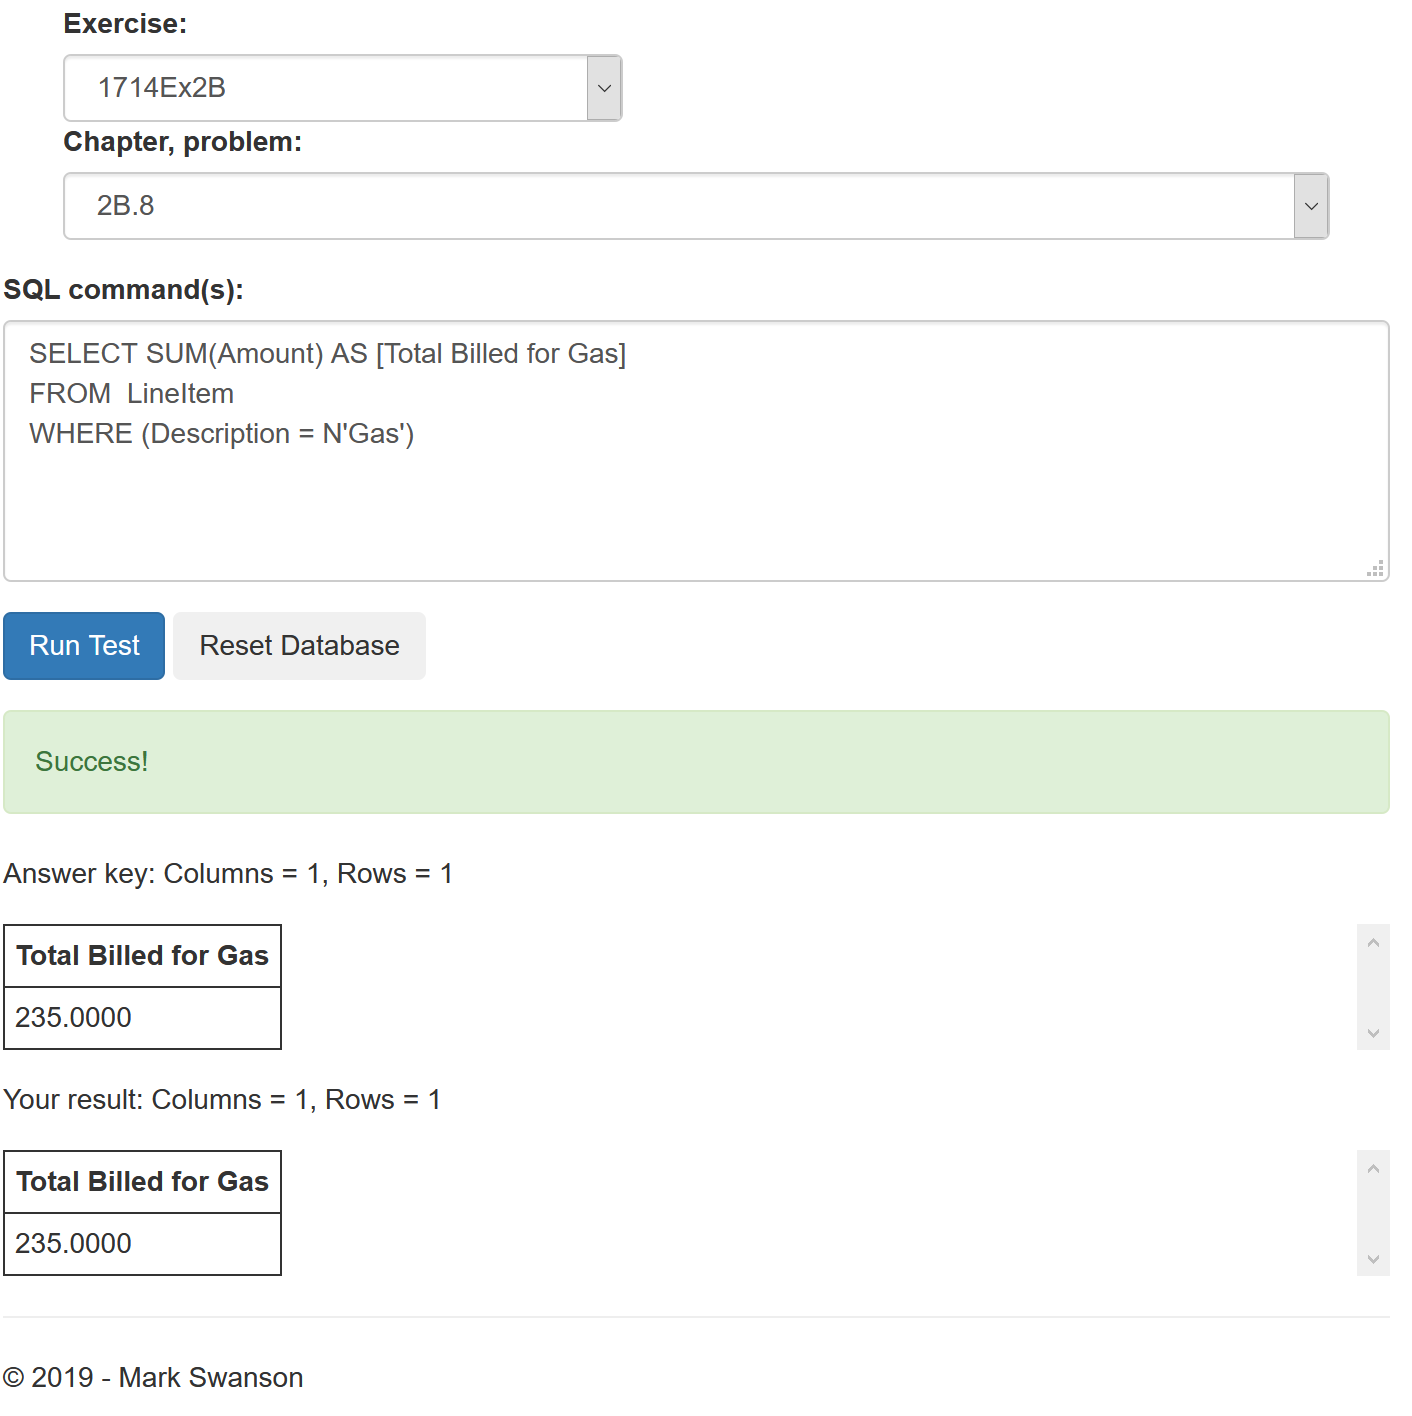 Exercise:
1714Ex2B
Chapter, problem:
2B.8
SQL command(s):
SELECT SUM(Amount) AS [Total Billed for Gas]
FROM  LineItem
WHERE (Description = N'Gas')
Run Test Reset Database
Success!
Answer key: Columns = 1, Rows = 1
Total Billed for Gas
235.0000
Your result: Columns = 1, Rows = 1
Total Billed for Gas
235.0000
© 2019 - Mark Swanson